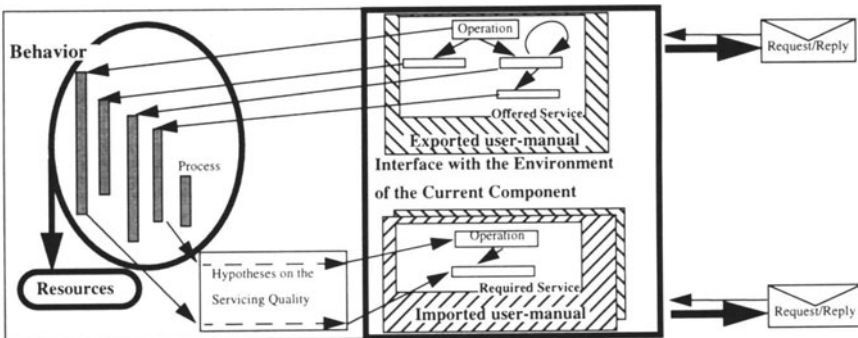 Operation
Request/Reply
Behavior
Offered Service
Exported user-manual
Process
Interface with the Environment
of the Current Component
Operation
Hypotheses on the
Servicing Quality
Resources
Required Service
Imported user-manual
Request/Reply